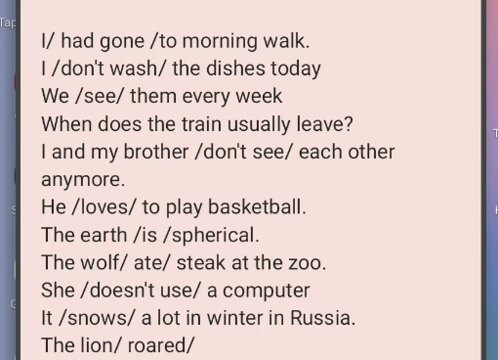 I/ had gone /to morning walk.
I /don't wash/ the dishes today
We /see/ them every week
When does the train usually leave?
I and my brother /don't see/ each other
anymore.
He /loves/ to play basketball.
The earth /is /spherical.
The wolf/ ate/ steak at the zoo.
She /doesn't use/ a computer
It /snows/ a lot in winter in Russia.
The lion/ roared/